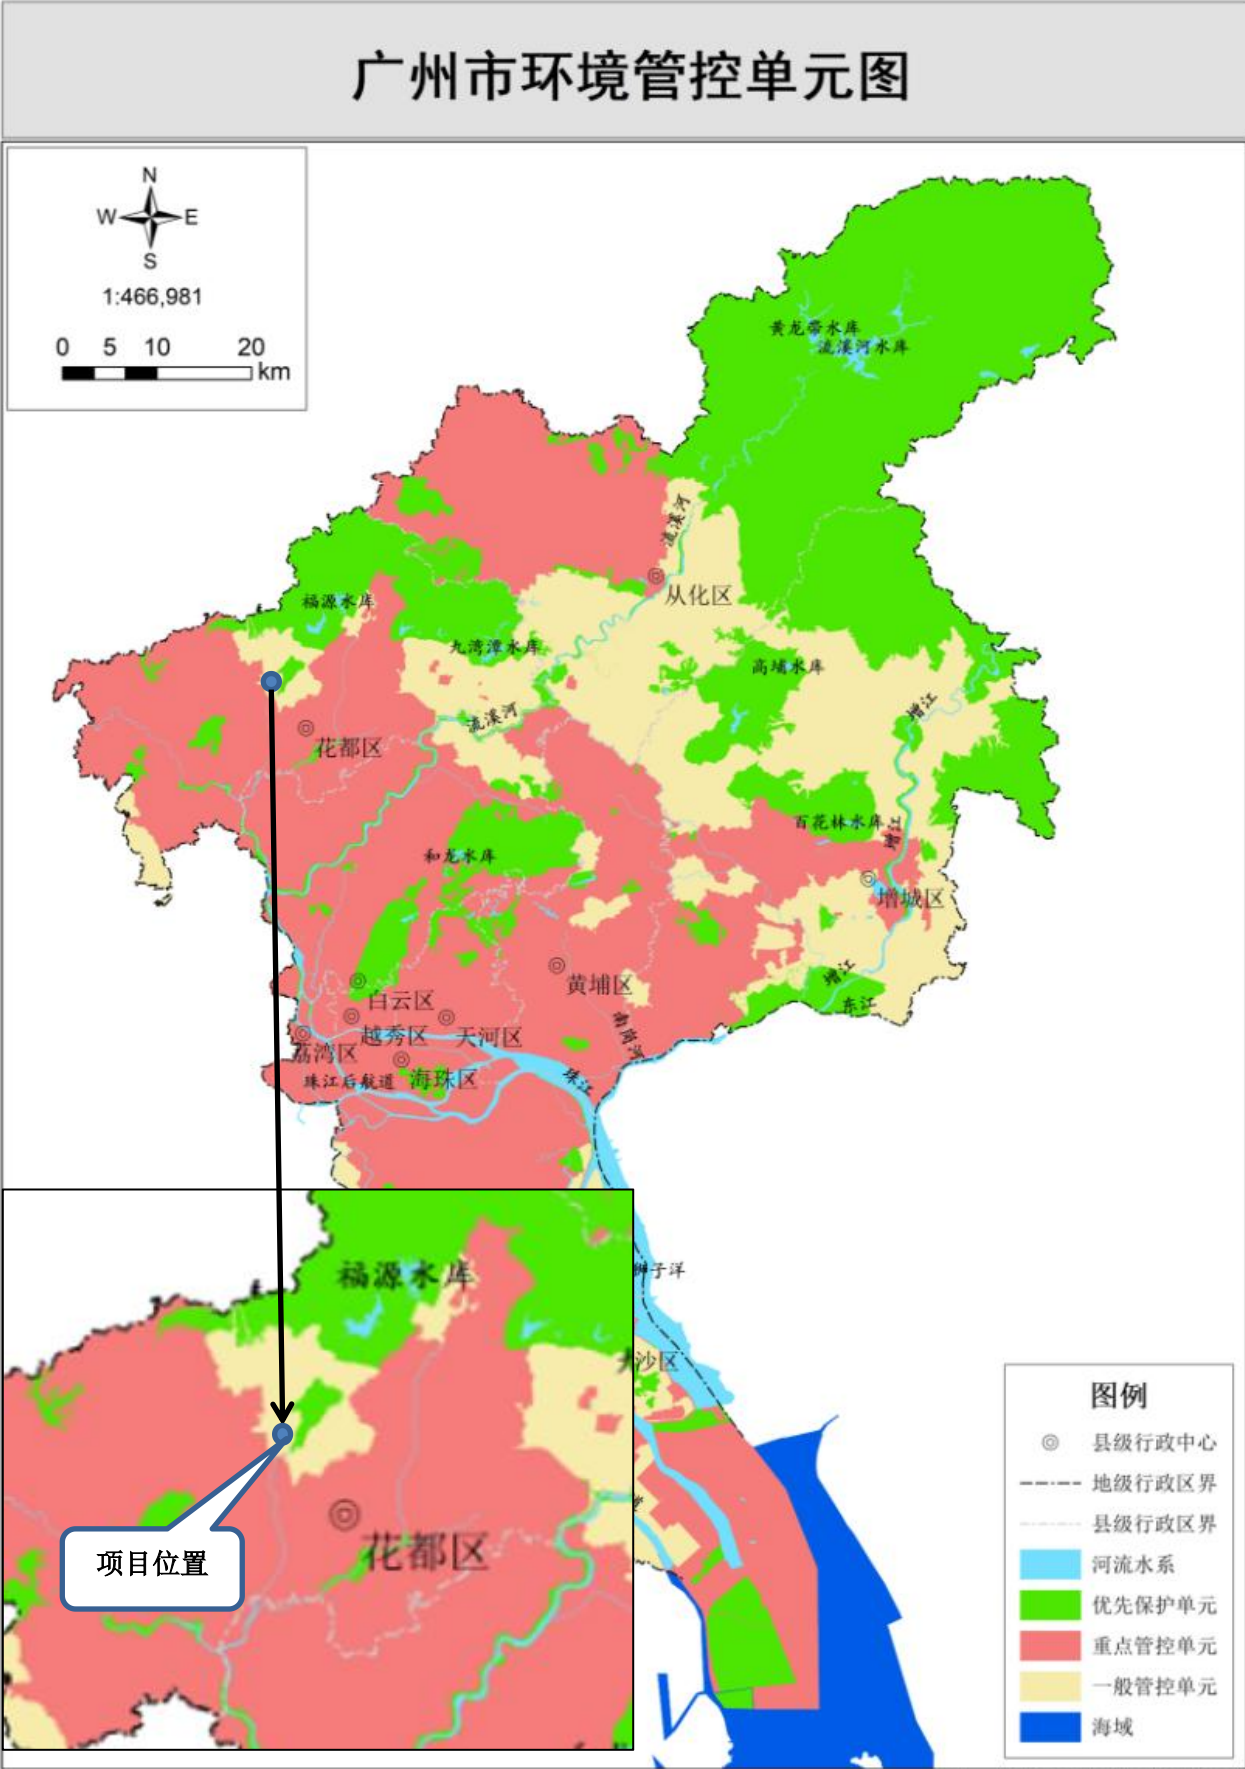 广州市环境管控单元图
N
W E
S
1:466,981
0 5 10 20
km
黄龙带水库
流溪河水库
流溪河
从化区
福源水库
九湾潭水库
高埔水库
增江
流溪河
花都区
百花林水库
增江
和龙水库
增城区
黄埔区
增江
东江
白云区
越秀区
天河区
南岗河
荔湾区
珠江后航道
海珠区
珠江
狮子洋
福源水库
沙区
花都区
项目位置
图例
县级行政中心
地级行政区界
县级行政区界
河流水系
优先保护单元
重点管控单元
一般管控单元
海域